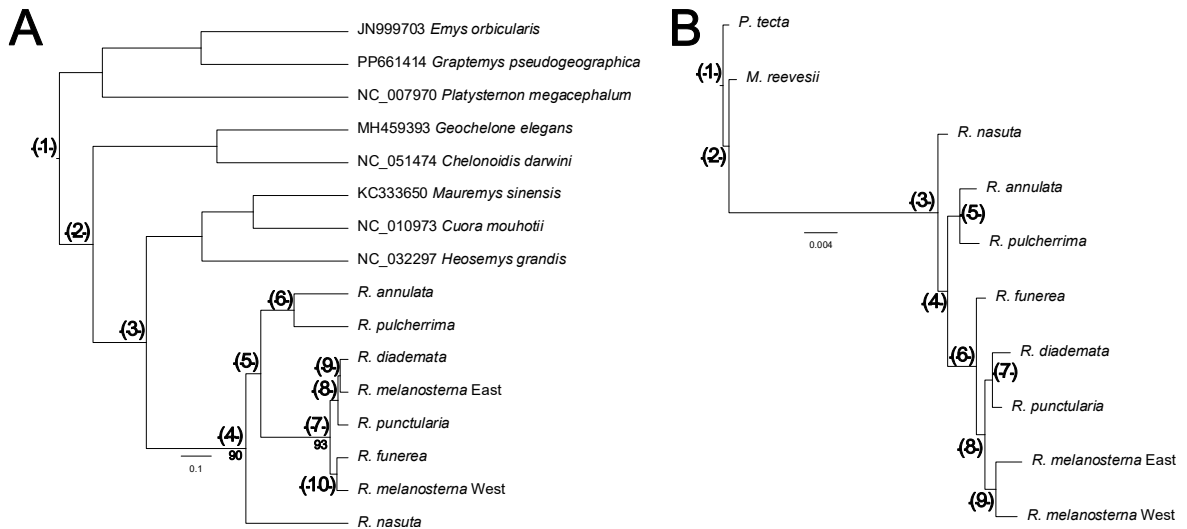 A
JN999703 Emys orbicularis
PP661414 Graptemys pseudogeographica
NC_007970 Platysternon megacephalum
MH459393 Geochelone elegans
(-1-)
NC_051474 Chelonoidis darwini
KC333650 Mauremys sinensis
(-2-)
NC_010973 Cuora mouhotii
NC_032297 Heosemys grandis
R. annulata
(-6-)
R. pulcherrima
(-3-)
R. diademata
(-5-)
(-9-)
R. melanosterna East
(-8-)
R. punctularia
(-7-)
93
(-4-)
90
R. funerea
0.1
R. melanosterna West
(-10-)
R. nasuta
B
P. tecta
(-1-)
M. reevesii
R. nasuta
(-2-)
R. annulata
(-3-)
(-5-)
R. pulcherrima
0.004
R. funerea
(-4-)
R. diademata
(-6-)
(-7-)
R. punctularia
(-8-)
R. melanosterna East
(-9-)
R. melanosterna West